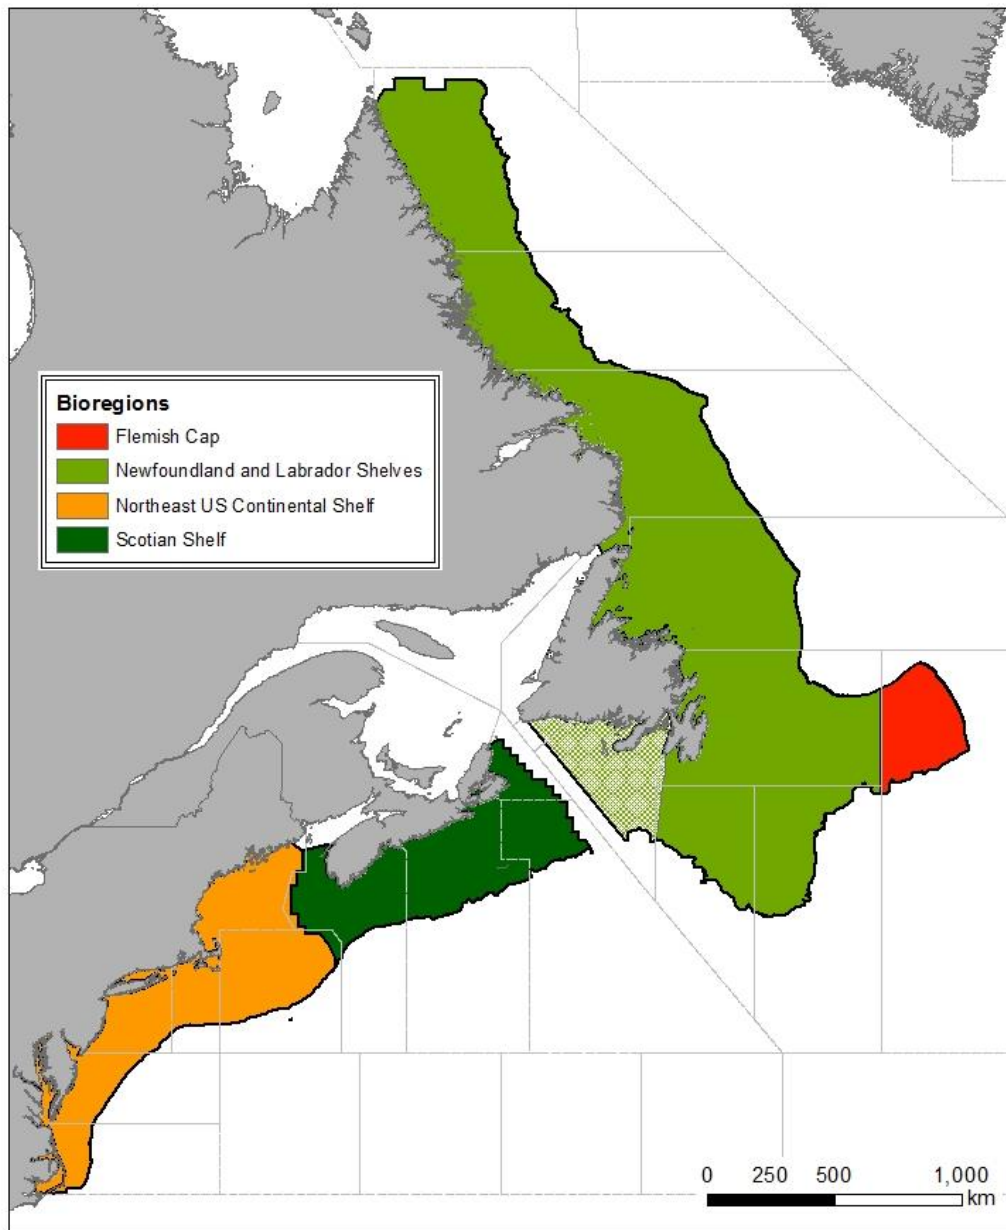 Bioregions
Flemish Cap
Newfoundland and Labrador Shelves
Northeast US Continental Shelf
Scotian Shelf
0 250 500 1,000
km